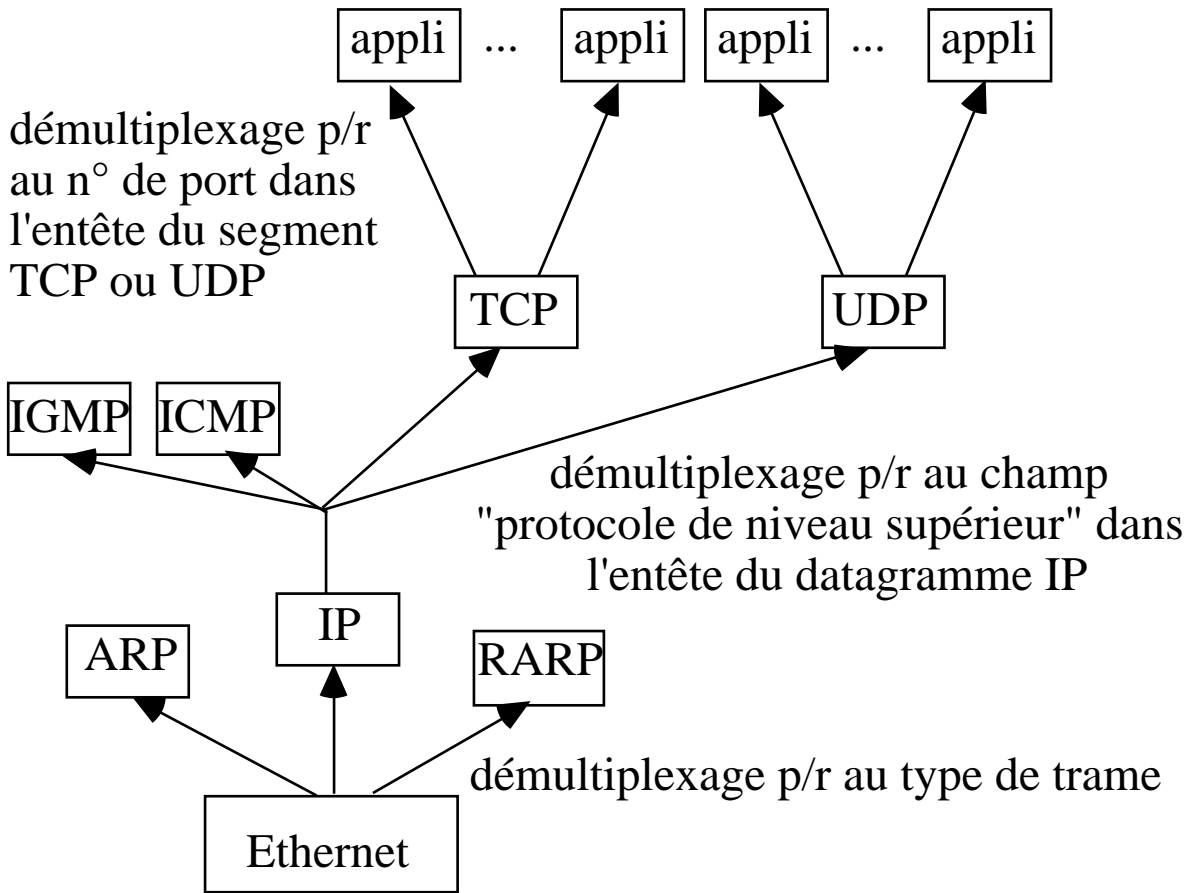 appli ... appli appli ... appli
démultiplexage p/r
au n° de port dans
l'entête du segment
TCP ou UDP
TCP UDP
IGMP ICMP
démultiplexage p/r au champ
"protocole de niveau supérieur" dans
l'entête du datagramme IP
IP
ARP RARP
démultiplexage p/r au type de trame
Ethernet